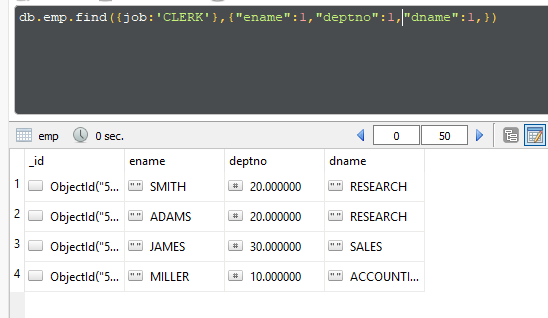 db.emp.find({job:'CLERK'},{"ename":1,"deptno":1,"dname":1,})
emp 0 sec. 0 50
_id ename deptno dname
1 ObjectId("5... "" SMITH # 20.000000 "" RESEARCH
2 ObjectId("5... "" ADAMS # 20.000000 "" RESEARCH
3 ObjectId("5... "" JAMES # 30.000000 "" SALES
4 ObjectId("5... "" MILLER # 10.000000 "" ACCOUNTI...